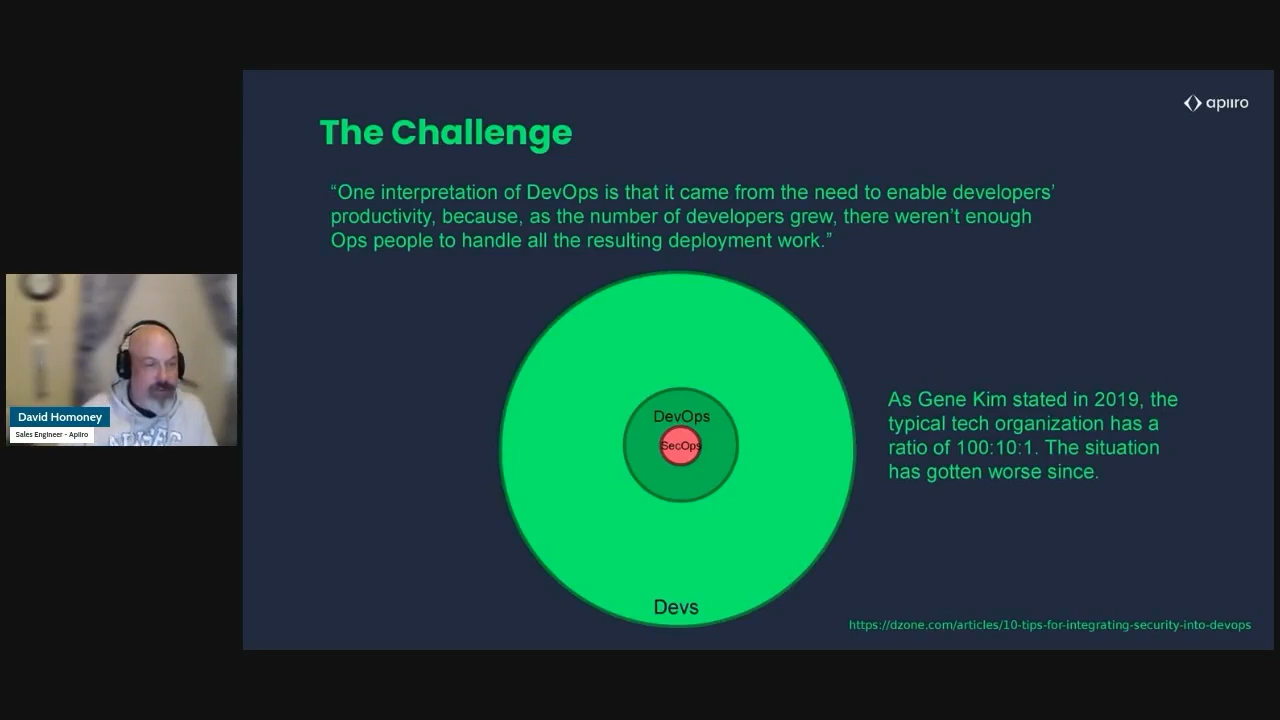 apiiro
The Challenge
“One interpretation of DevOps is that it came from the need to enable developers’
productivity, because, as the number of developers grew, there weren’t enough
Ops people to handle all the resulting deployment work.”
DevOps
SecOps
Devs
As Gene Kim stated in 2019, the
typical tech organization has a
ratio of 100:10:1. The situation
has gotten worse since.
https://dzone.com/articles/10-tips-for-integrating-security-into-devops
David Homoney
Sales Engineer - Apiiro